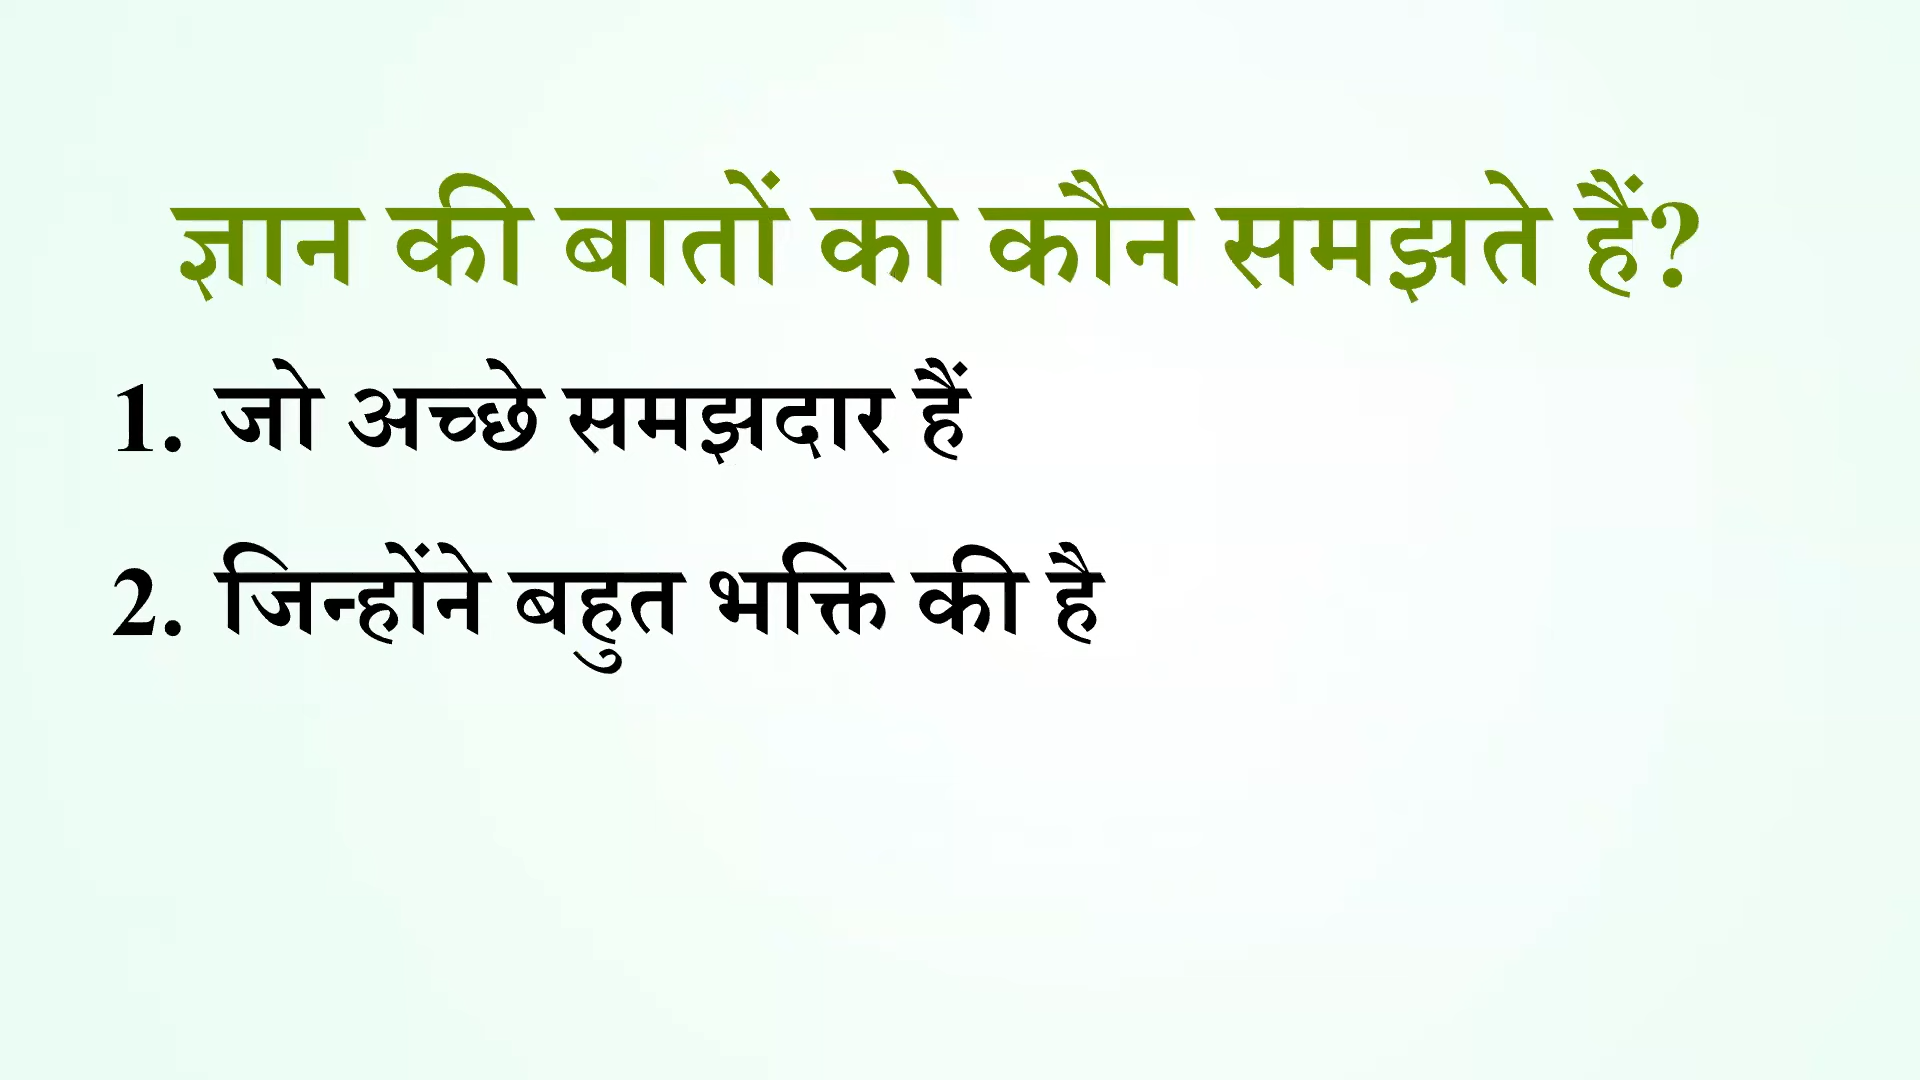 ज्ञान की बातों को कौन समझते हैं?
1. जो अच्छे समझदार हैं
2. जिन्होंने बहुत भक्ति की है